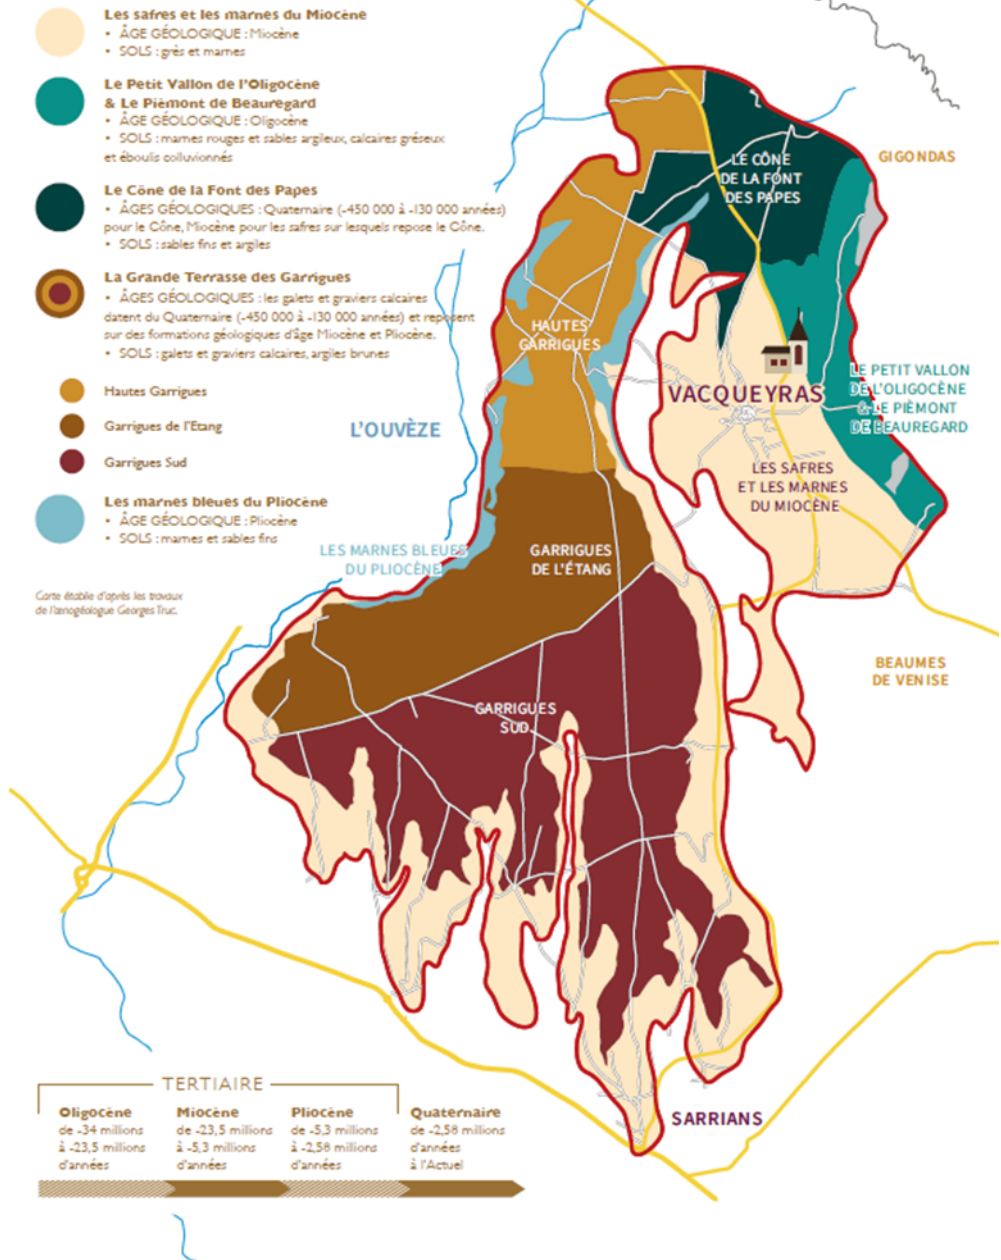 Les safres et les marnes du Miocène
• ÂGE GÉOLOGIQUE : Miocène
• SOLS : grès et marnes
Le Petit Vallon de l'Oligocène
& Le Pièmont de Beauregard
• ÂGE GÉOLOGIQUE : Oligocène
• SOLS : marnes rouges et sables argileux, calcaires gréseux
et éboulis colluvionnés
Le Cône de la Font des Papes
• ÂGES GÉOLOGIQUES : Quaternaire (-450 000 à -130 000 années)
pour le Cône, Miocène pour les safres sur lesquels repose le Cône.
• SOLS : sables fins et argiles
La Grande Terrasse des Garrigues
• ÂGES GÉOLOGIQUES : les galets et graviers calcaires
datent du Quaternaire (-450 000 à -130 000 années) et reposent
sur des formations géologiques d'âge Miocène et Pliocène.
• SOLS : galets et graviers calcaires, argiles brunes
Hautes Garrigues
Garrigues de l'Etang
Garrigues Sud
Les marnes bleues du Pliocène
• ÂGE GÉOLOGIQUE : Pliocène
• SOLS : marnes et sables fins
Carte établie d'après les travaux
de l'œnogéologue Georges Truc.
GIGONDAS
LE CÔNE
DE LA FONT
DES PAPES
HAUTES
GARRIGUES
VACQUEYRAS
LE PETIT VALLON
DE L'OLIGOCÈNE
& LE PIÈMONT
DE BEAUREGARD
L'OUVÈZE
LES SAFRES
ET LES MARNES
DU MIOCÈNE
LES MARNES BLEUES
DU PLIOCÈNE
GARRIGUES
DE L'ÉTANG
BEAUMES
DE VENISE
GARRIGUES
SUD
SARRIANS
TERTIAIRE
Oligocène
de -34 millions
à -23,5 millions
d'années
Miocène
de -23,5 millions
à -5,3 millions
d'années
Pliocène
de -5,3 millions
à -2,58 millions
d'années
Quaternaire
de -2,58 millions
d'années
à l'Actuel